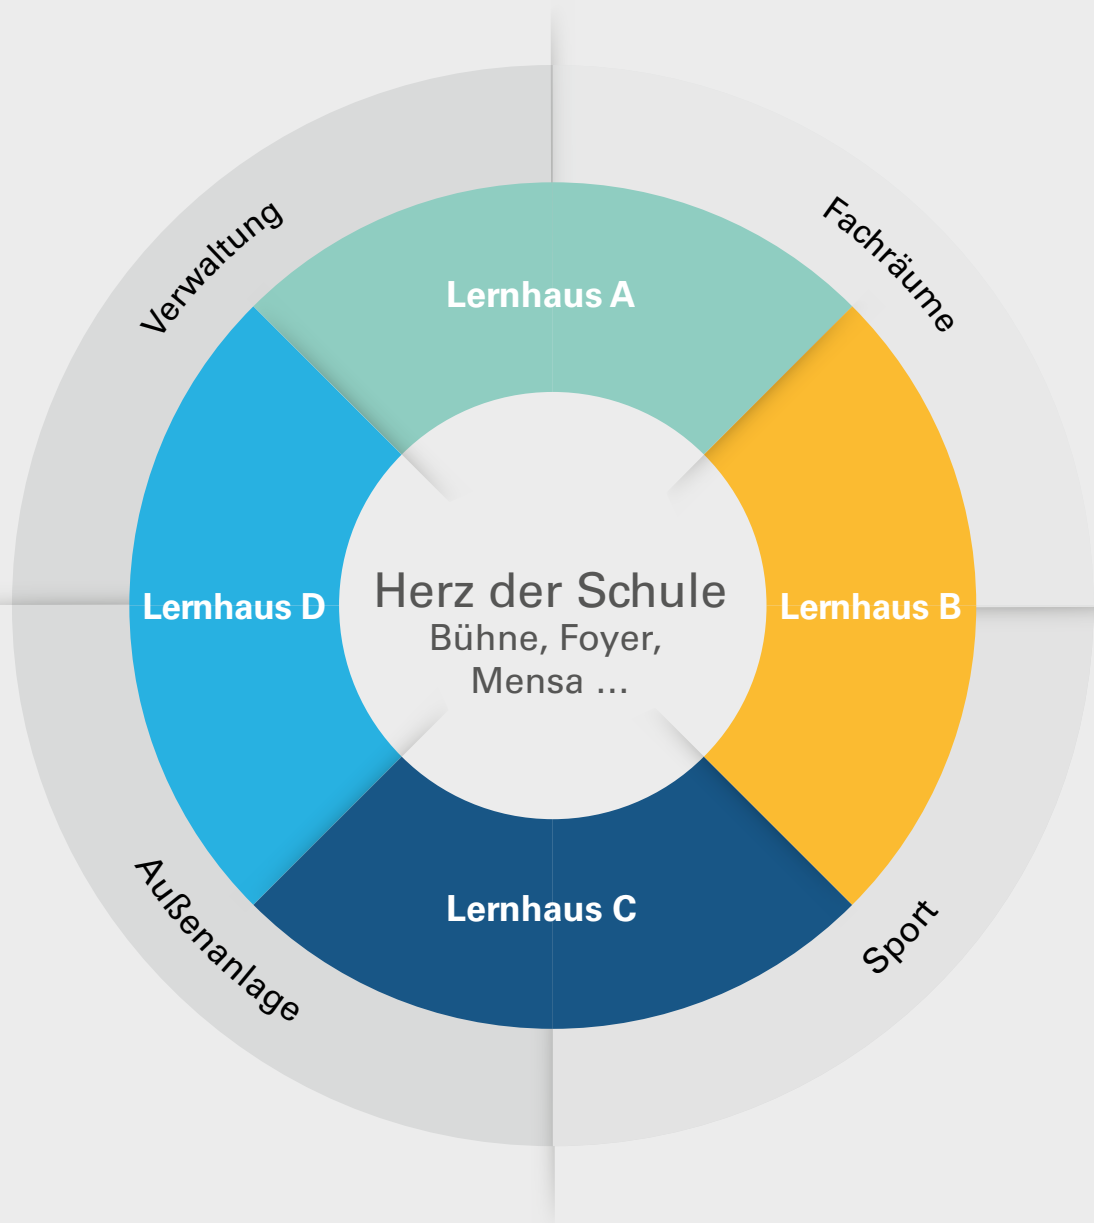 Verwaltung
Fachräume
Lernhaus A
Lernhaus D
Herz der Schule
Bühne, Foyer,
Mensa ...
Lernhaus B
Lernhaus C
Außenanlage
Sport